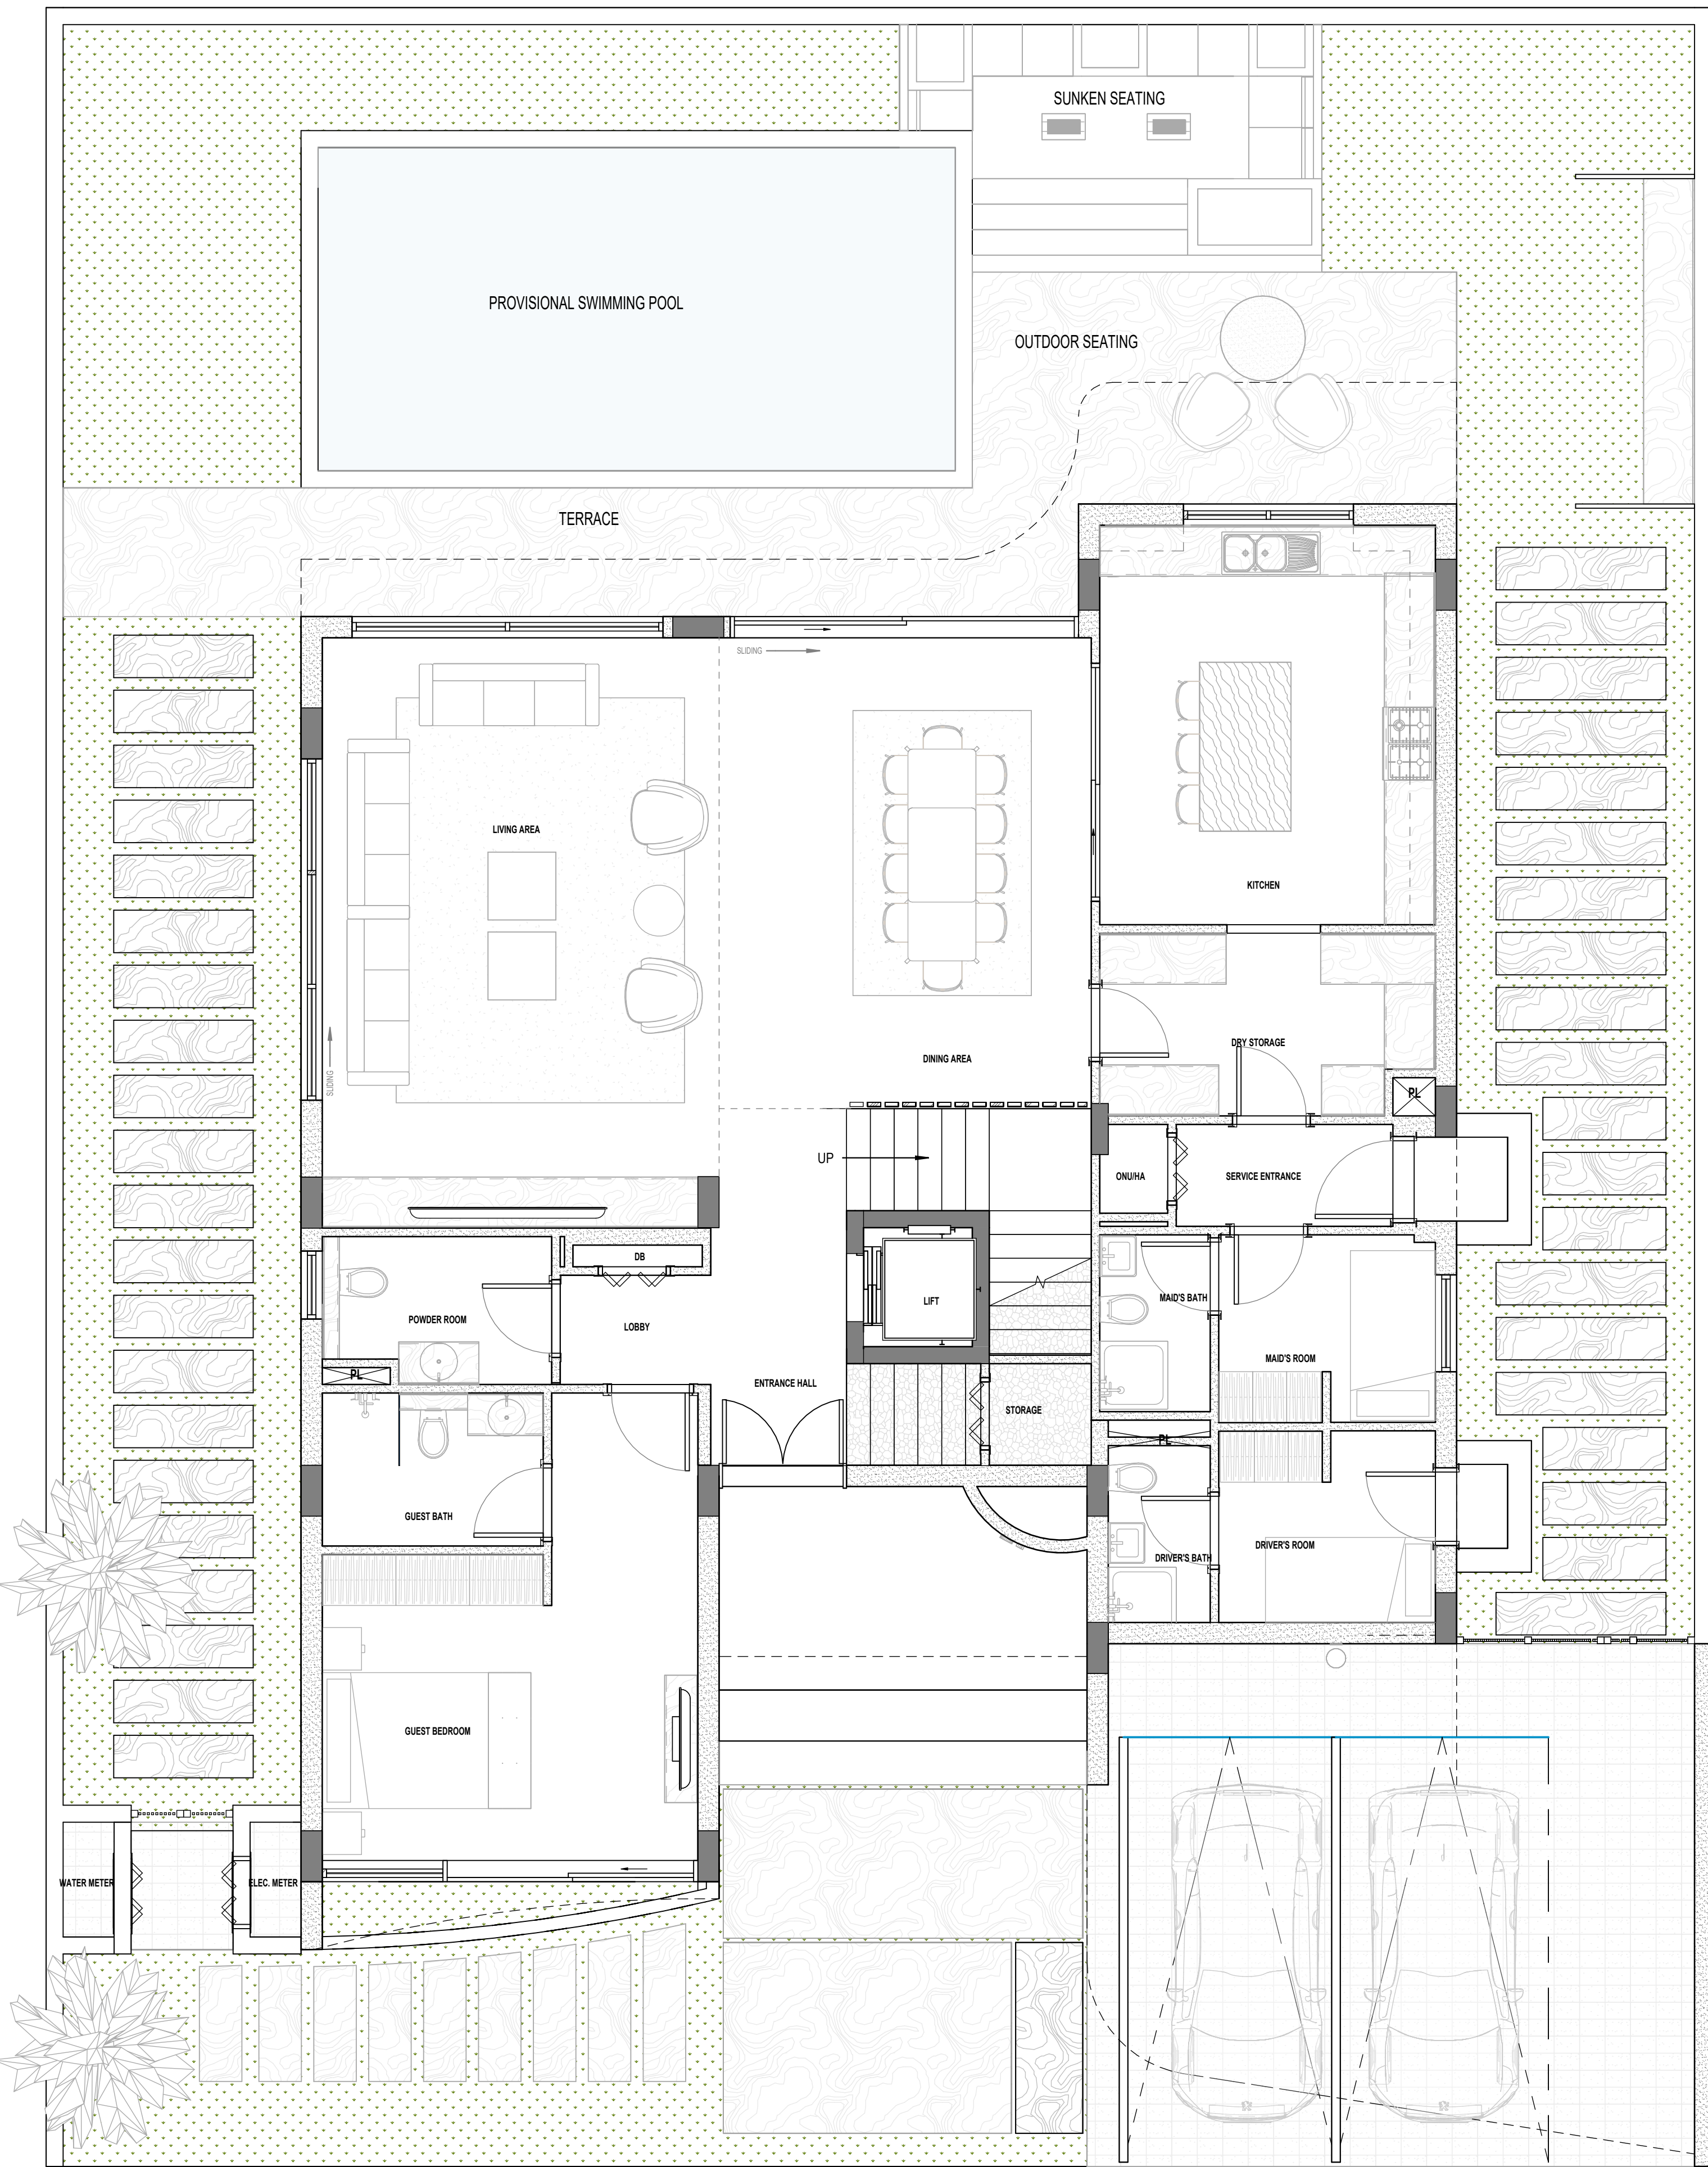 SUNKEN SEATING
PROVISIONAL SWIMMING POOL
OUTDOOR SEATING
TERRACE
SLIDING
LIVING AREA
KITCHEN
DRY STORAGE
DINING AREA
SLIDING
PL
UP
ONU/HA
SERVICE ENTRANCE
DB
LIFT
MAID'S BATH
POWDER ROOM
LOBBY
MAID'S ROOM
PL
ENTRANCE HALL
STORAGE
PL
GUEST BATH
DRIVER'S ROOM
DRIVER'S BATH
GUEST BEDROOM
WATER METER
ELEC. METER